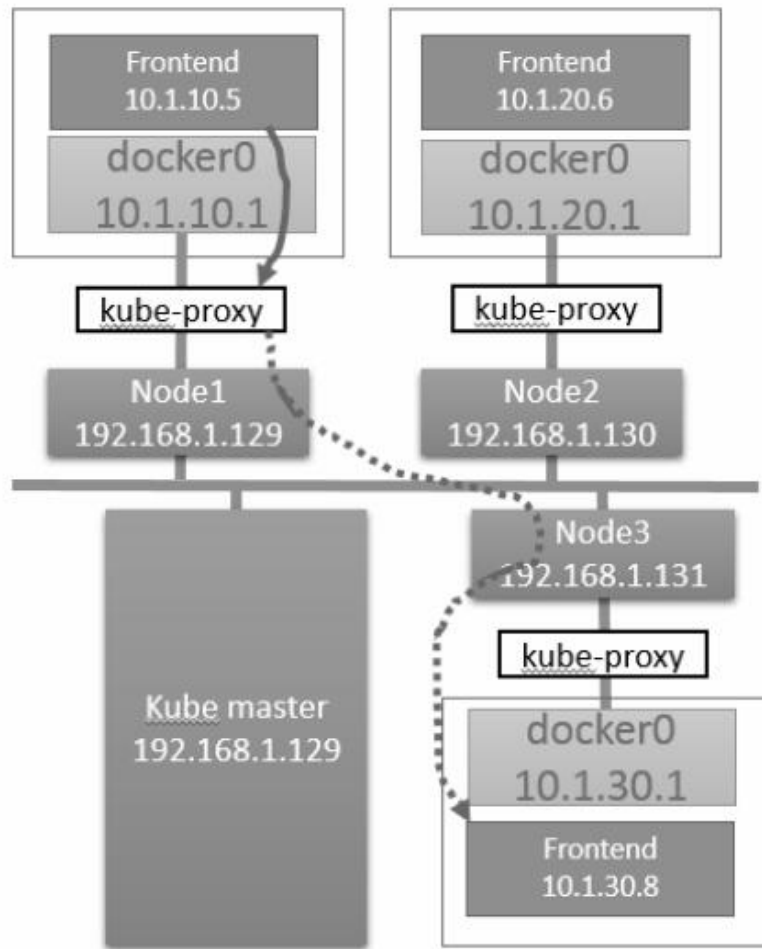 Frontend
10.1.10.5
docker0
10.1.10.1
kube-proxy
Node1
192.168.1.129
Frontend
10.1.20.6
docker0
10.1.20.1
kube-proxy
Node2
192.168.1.130
Kube master
192.168.1.129
Node3
192.168.1.131
kube-proxy
docker0
10.1.30.1
Frontend
10.1.30.8